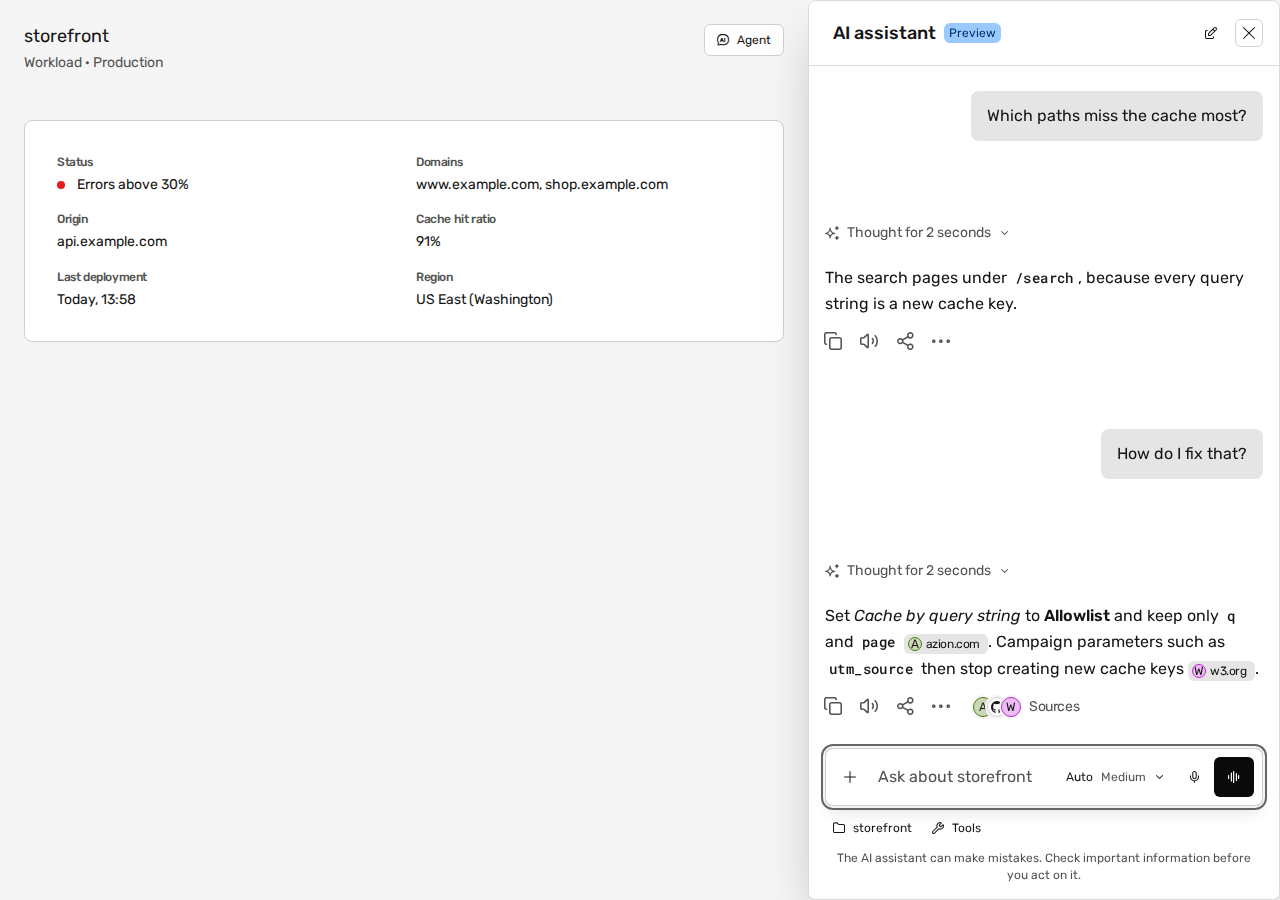 storefront
Workload • Production
Agent
Status
Errors above 30%
Domains
www.example.com, shop.example.com
Origin
api.example.com
Cache hit ratio
91%
Last deployment
Today, 13:58
Region
US East (Washington)
AI assistant
Preview
Which paths miss the cache most?
Thought for 2 seconds
The search pages under /search, because every query
string is a new cache key.
How do I fix that?
Thought for 2 seconds
Set Cache by query string to Allowlist and keep only q
and page A azion.com. Campaign parameters such as
utm_source then stop creating new cache keys W w3.org.
A W Sources
Ask about storefront
Auto Medium
storefront
Tools
The AI assistant can make mistakes. Check important information before
you act on it.